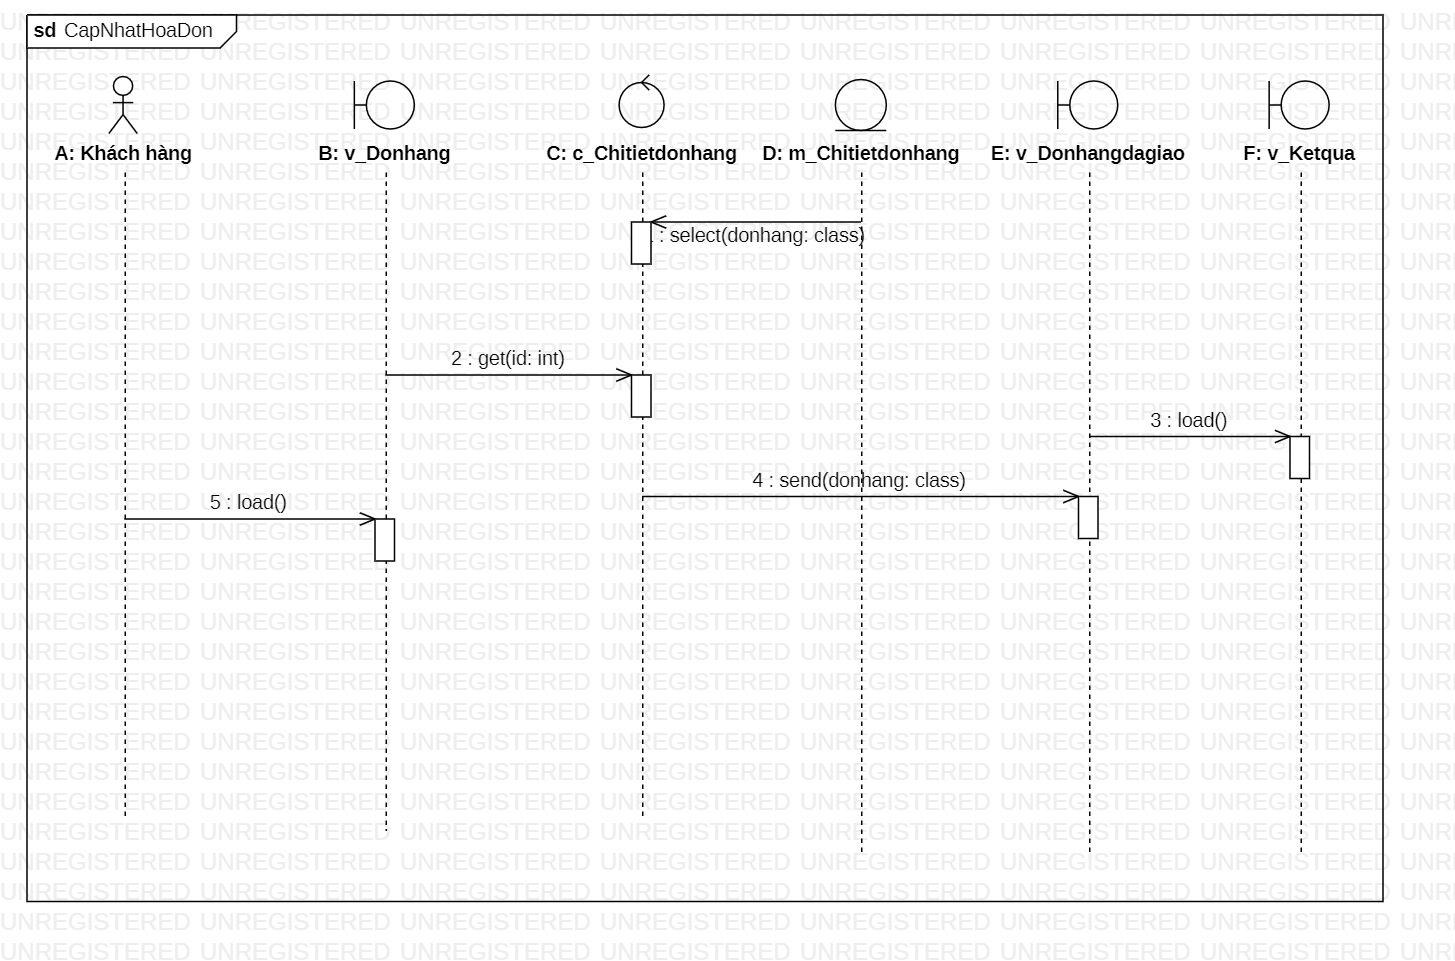 sd CapNhatHoaDon
A: Khách hàng
B: v_Donhang
C: c_Chitietdonhang
D: m_Chitietdonhang
E: v_Donhangdagiao
F: v_Ketqua
: select(donhang: class)
2 : get(id: int)
3 : load()
4 : send(donhang: class)
5 : load()
UNREGISTERED